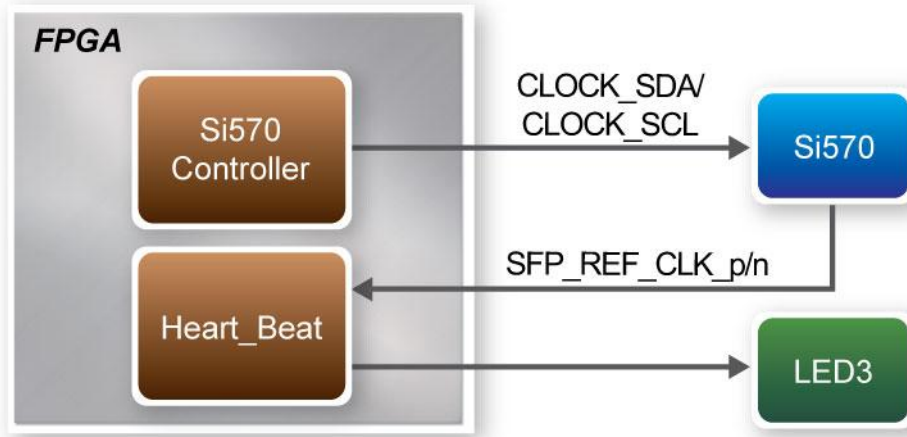 FPGA
Si570
Controller
CLOCK_SDA/
CLOCK_SCL
Si570
SFP_REF_CLK_p/n
Heart_Beat
LED3